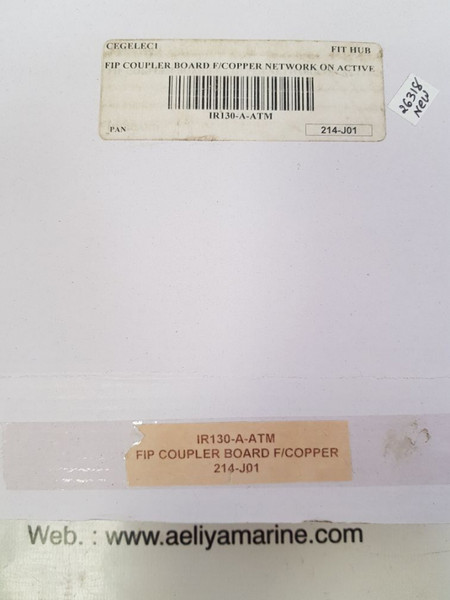 CEGELEC1 FIT HUB
FIP COUPLER BOARD F/COPPER NETWORK ON ACTIVE
IR130-A-ATM
PAN 214-J01
26318
NEW
IR130-A-ATM
FIP COUPLER BOARD F/COPPER
214-J01
Web. : www.aeliyamarine.com